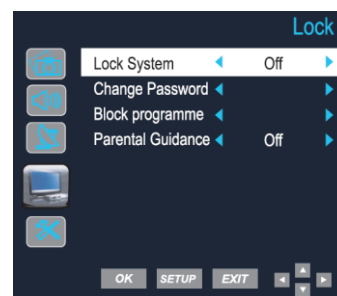 Lock
Lock System Off
Change Password
Block programme
Parental Guidance Off
OK SETUP EXIT